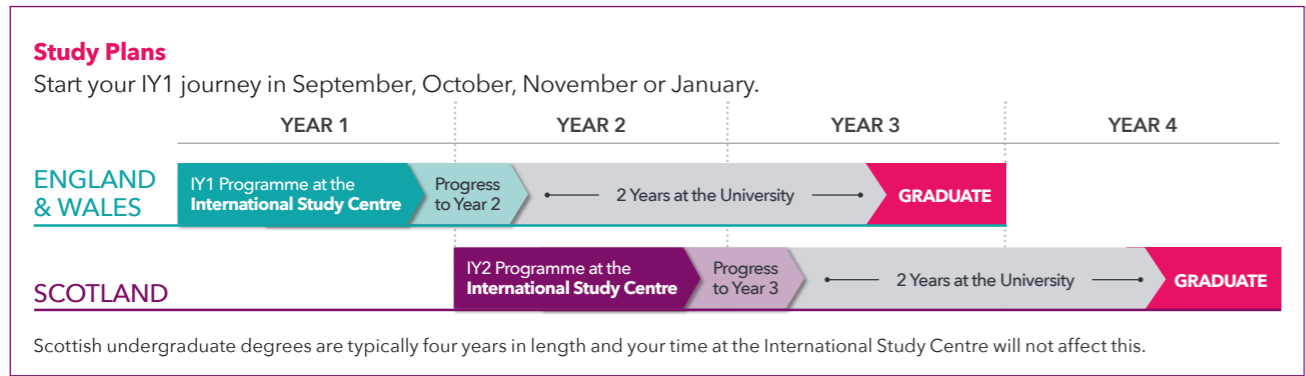 Study Plans
Start your IY1 journey in September, October, November or January.
YEAR 1 YEAR 2 YEAR 3 YEAR 4
ENGLAND
& WALES
IY1 Programme at the
International Study Centre
Progress
to Year 2
2 Years at the University
GRADUATE
SCOTLAND
IY2 Programme at the
International Study Centre
Progress
to Year 3
2 Years at the University
GRADUATE
Scottish undergraduate degrees are typically four years in length and your time at the International Study Centre will not affect this.